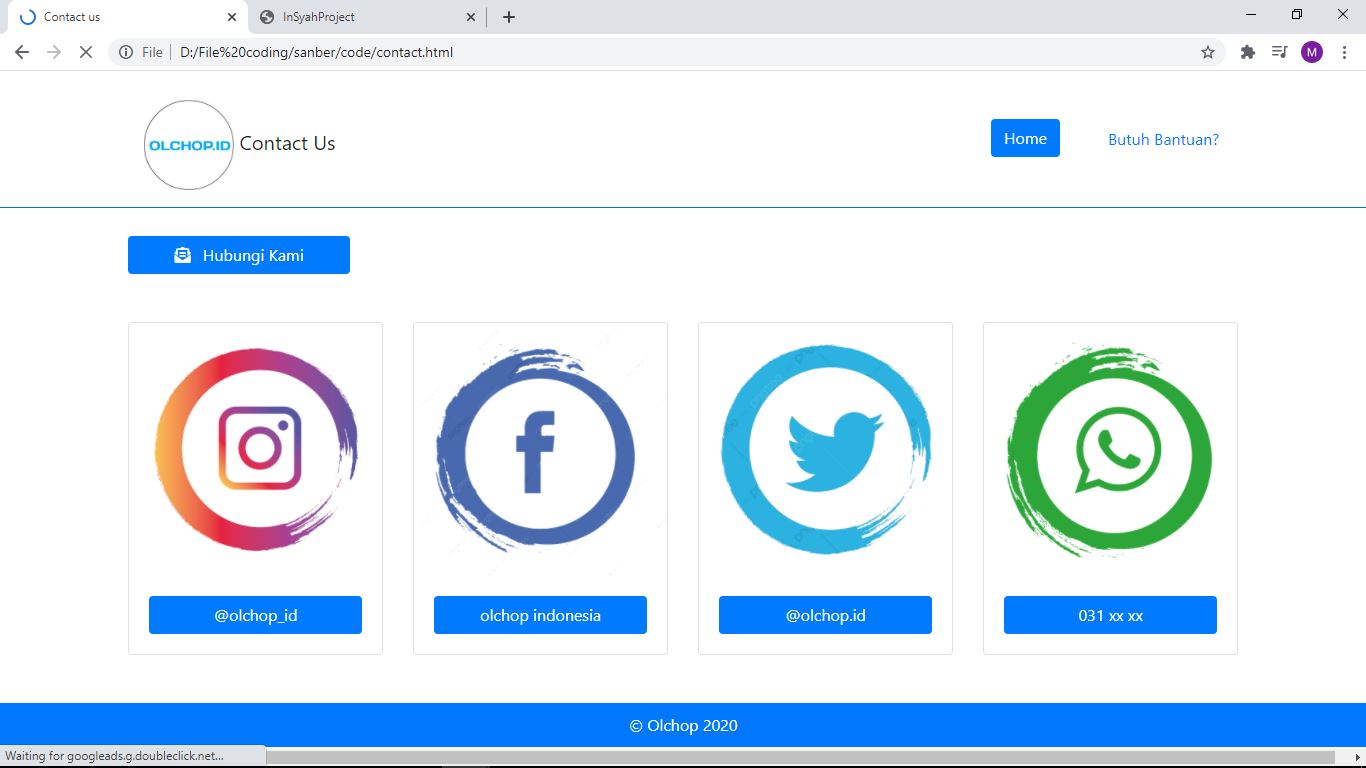 Contact us
InSyahProject
File
D:/File%20coding/sanber/code/contact.html
M
OLCHOP.ID
Contact Us
Home
Butuh Bantuan?
Hubungi Kami
@olchop_id
olchop indonesia
@olchop.id
031 xx xx
© Olchop 2020
Waiting for googleads.g.doubleclick.net...